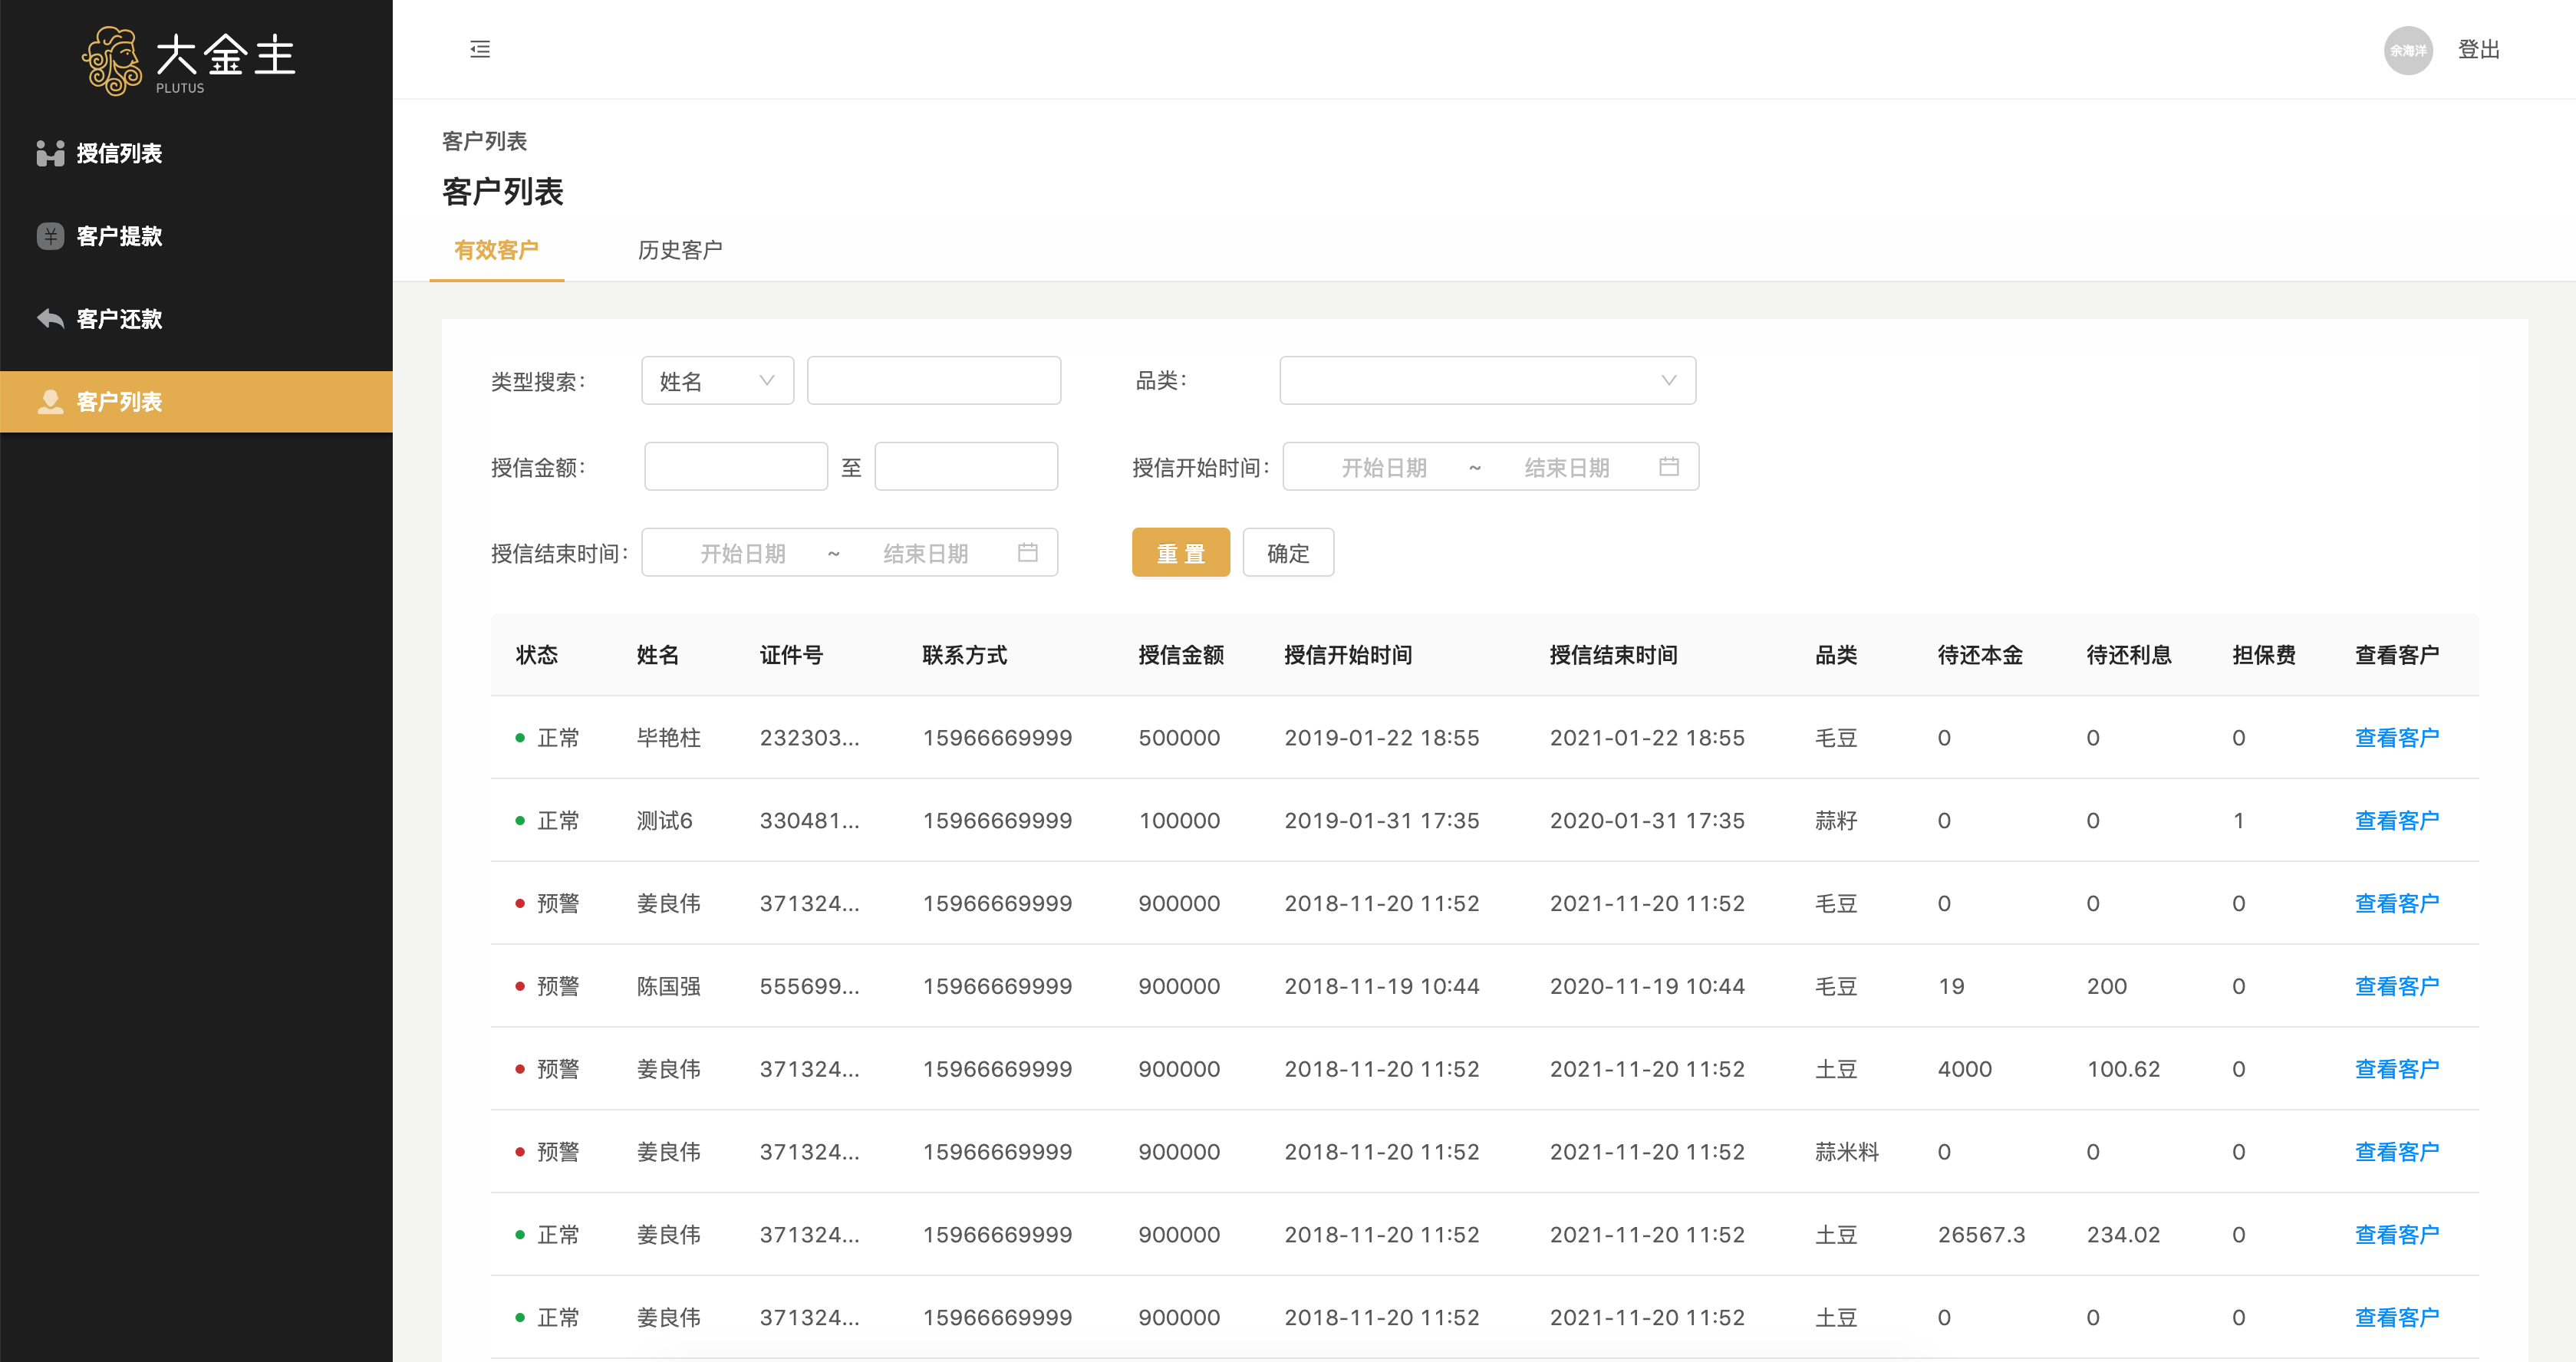 大金主
PLUTUS
授信列表
客户提款
客户还款
客户列表
余海洋 登出
客户列表
客户列表
有效客户 历史客户
类型搜索: 姓名 品类:
授信金额: 至 授信开始时间: 开始日期 ~ 结束日期
授信结束时间: 开始日期 ~ 结束日期 重 置 确定
状态 姓名 证件号 联系方式 授信金额 授信开始时间 授信结束时间 品类 待还本金 待还利息 担保费 查看客户
正常 毕艳柱 232303... 15966669999 500000 2019-01-22 18:55 2021-01-22 18:55 毛豆 0 0 0 查看客户
正常 测试6 330481... 15966669999 100000 2019-01-31 17:35 2020-01-31 17:35 蒜籽 0 0 1 查看客户
预警 姜良伟 371324... 15966669999 900000 2018-11-20 11:52 2021-11-20 11:52 毛豆 0 0 0 查看客户
预警 陈国强 555699... 15966669999 900000 2018-11-19 10:44 2020-11-19 10:44 毛豆 19 200 0 查看客户
预警 姜良伟 371324... 15966669999 900000 2018-11-20 11:52 2021-11-20 11:52 土豆 4000 100.62 0 查看客户
预警 姜良伟 371324... 15966669999 900000 2018-11-20 11:52 2021-11-20 11:52 蒜米料 0 0 0 查看客户
正常 姜良伟 371324... 15966669999 900000 2018-11-20 11:52 2021-11-20 11:52 土豆 26567.3 234.02 0 查看客户
正常 姜良伟 371324... 15966669999 900000 2018-11-20 11:52 2021-11-20 11:52 土豆 0 0 0 查看客户